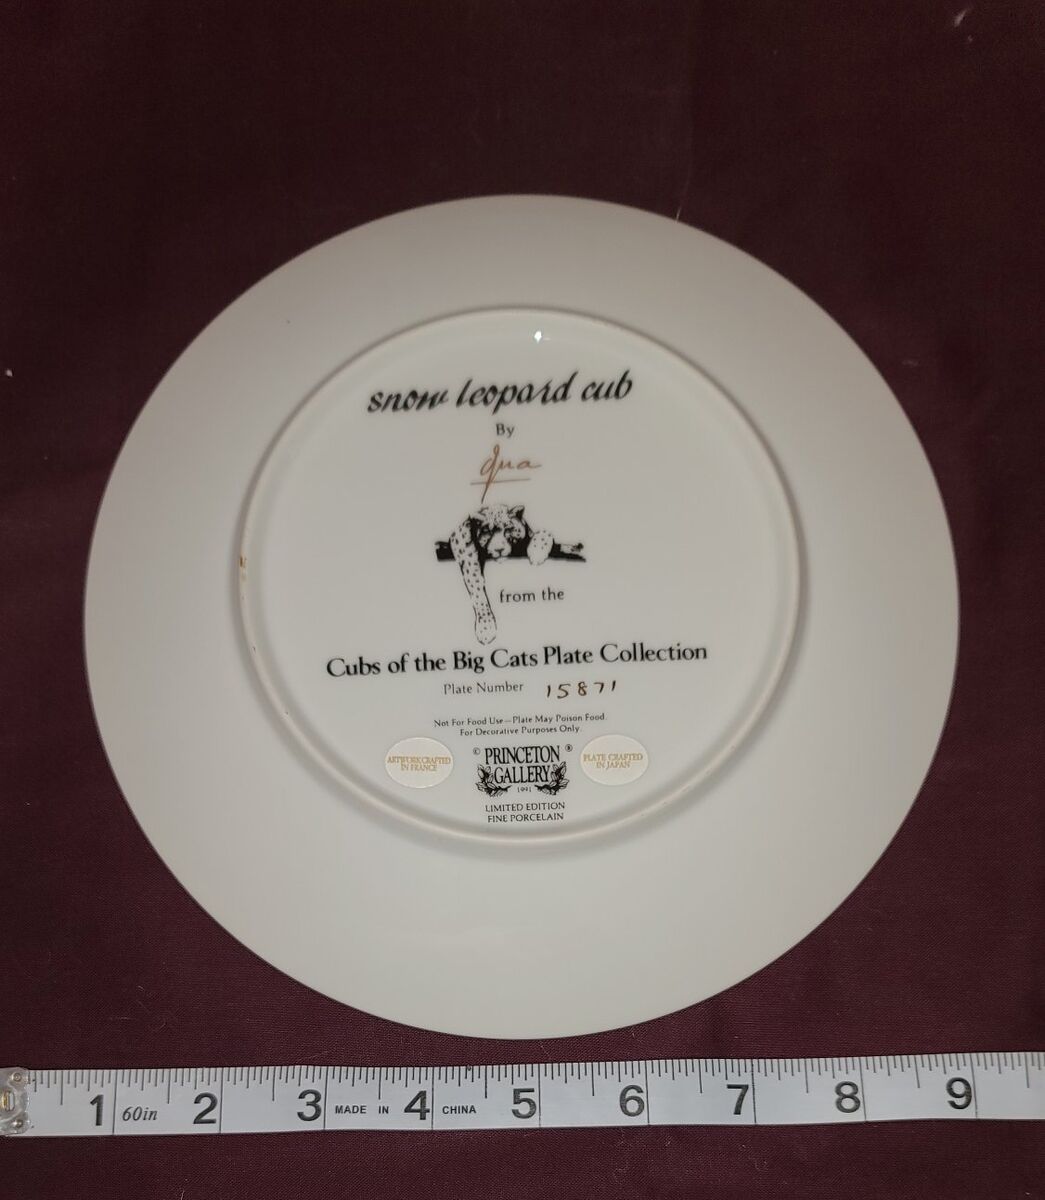 snow leopard cub
By
Qua
from the
Cubs of the Big Cats Plate Collection
Plate Number 15871
Not For Food Use—Plate May Poison Food.
For Decorative Purposes Only.
ARTWORK CRAFTED
IN FRANCE
© PRINCETON ®
GALLERY
1991
PLATE CRAFTED
IN JAPAN
LIMITED EDITION
FINE PORCELAIN
1 60in 2 3 MADE IN 4 CHINA 5 6 7 8 9